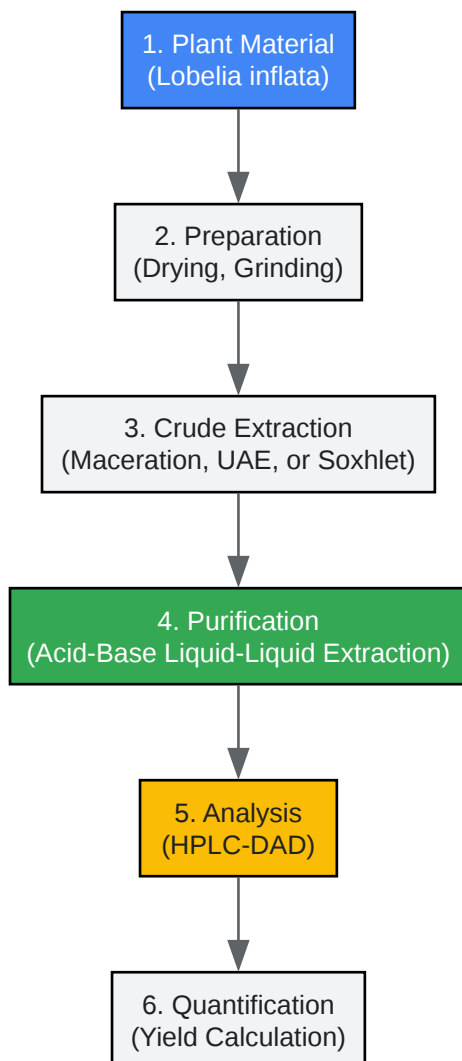 1. Plant Material
(Lobelia inflata)
2. Preparation
(Drying, Grinding)
3. Crude Extraction
(Maceration, UAE, or Soxhlet)
4. Purification
(Acid-Base Liquid-Liquid Extraction)
5. Analysis
(HPLC-DAD)
6. Quantification
(Yield Calculation)